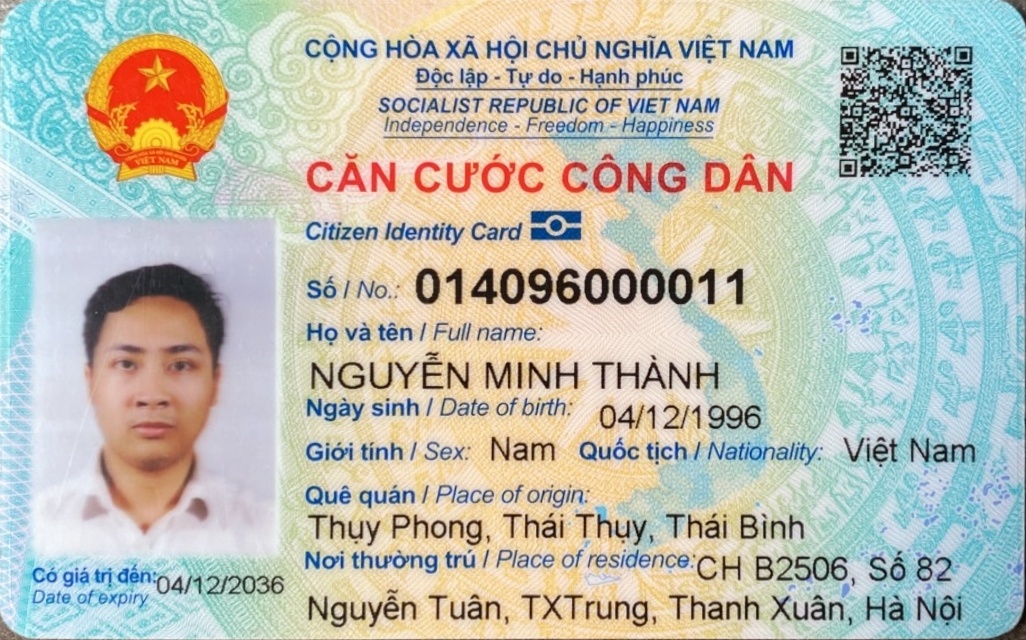 CỘNG HÒA XÃ HỘI CHỦ NGHĨA VIỆT NAM
Độc lập - Tự do - Hạnh phúc
SOCIALIST REPUBLIC OF VIET NAM
Independence - Freedom - Happiness
CĂN CƯỚC CÔNG DÂN
Citizen Identity Card
Số / No.: 014096000011
Họ và tên / Full name:
NGUYỄN MINH THÀNH
Ngày sinh / Date of birth: 04/12/1996
Giới tính / Sex: Nam Quốc tịch / Nationality: Việt Nam
Quê quán / Place of origin:
Thụy Phong, Thái Thụy, Thái Bình
Nơi thường trú / Place of residence: CH B2506, Số 82
Nguyễn Tuân, TXTrung, Thanh Xuân, Hà Nội
Có giá trị đến: 04/12/2036
Date of expiry
VIỆT NAM